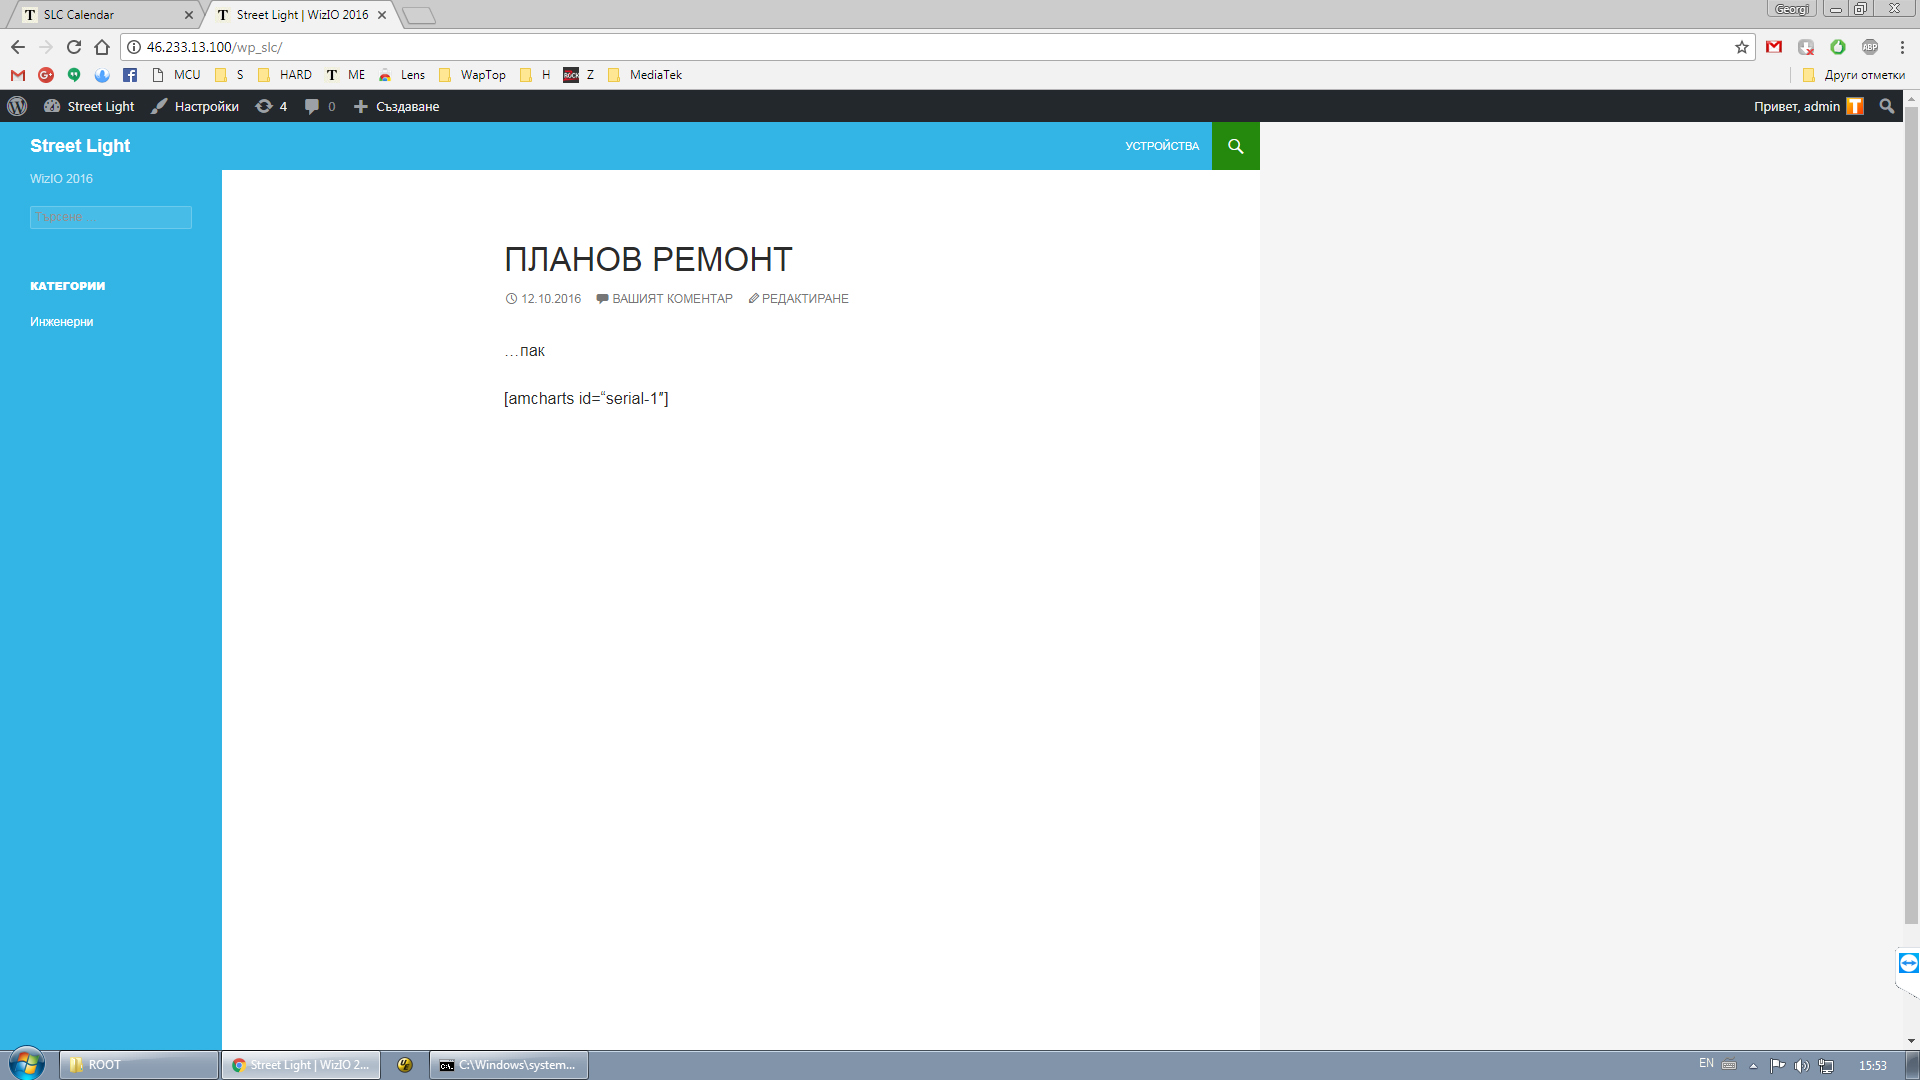 SLC Calendar
Street Light | WizIO 2016
Georgi
46.233.13.100/wp_slc/
MCU S HARD T ME Lens WapTop H Z MediaTek Други отметки
Street Light Настройки 4 0 Създаване Привет, admin
Street Light
УСТРОЙСТВА
WizIO 2016
Търсене …
КАТЕГОРИИ
Инженерни
ПЛАНОВ РЕМОНТ
12.10.2016 ВАШИЯТ КОМЕНТАР РЕДАКТИРАНЕ
…пак
[amcharts id=“serial-1″]
ROOT
Street Light | WizIO 2...
C:\Windows\system...
EN
15:53